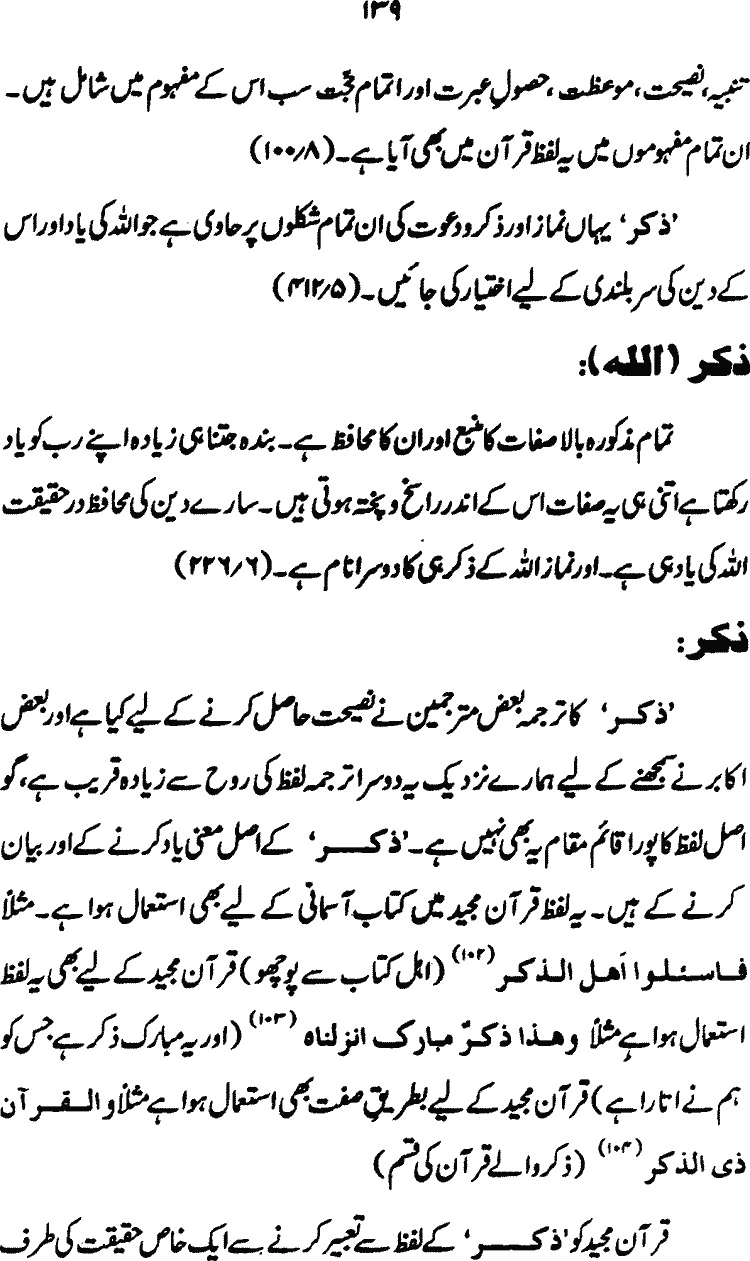 ۱۳۹
تنبیہ، نصیحت، موعظت، حصولِ عبرت اور اتمام حجّت سب اس کے مفہوم میں شامل ہیں۔
ان تمام مفہوموں میں یہ لفظ قرآن میں بھی آیا ہے۔ (۱۰۰/۸)
’ذکر‘ یہاں نماز اور ذکر و دعوت کی ان تمام شکلوں پر حاوی ہے جو اللہ کی یاد اور اس
کے دین کی سربلندی کے لیے اختیار کی جائیں۔ (۴۱۲/۵)
ذکر (اللہ):
تمام مذکورہ بالا صفات کا منبع اور ان کا محافظ ہے۔ بندہ جتنا ہی زیادہ اپنے رب کو یاد
رکھتا ہے اتنی ہی یہ صفات اس کے اندر راسخ و پختہ ہوتی ہیں۔ سارے دین کی محافظ درحقیقت
اللہ کی یاد ہی ہے۔ اور نماز اللہ کے ذکر ہی کا دوسرا نام ہے۔ (۲۲۶/۶)
ذکر:
’ذکر‘ کا ترجمہ بعض مترجمین نے نصیحت حاصل کرنے کے لیے کیا ہے اور بعض
اکابر نے سمجھنے کے لیے ہمارے نزدیک یہ دوسرا ترجمہ لفظ کی روح سے زیادہ قریب ہے، گو
اصل لفظ کا پورا قائم مقام یہ بھی نہیں ہے۔ ’ذکر‘ کے اصل معنی یاد کرنے کے اور بیان
کرنے کے ہیں۔ یہ لفظ قرآن مجید میں کتاب آسمانی کے لیے بھی استعمال ہوا ہے۔ مثلاً
فاسئلوا اَھل الذکر (۱۰۲) (اہل کتاب سے پوچھو) قرآن مجید کے لیے بھی یہ لفظ
استعمال ہوا ہے مثلاً وھذا ذکرٌ مبارک انزلناہ (۱۰۳) (اور یہ مبارک ذکر ہے جس کو
ہم نے اتارا ہے) قرآن مجید کے لیے بطریقِ صفت بھی استعمال ہوا ہے مثلاً والقرآن
ذی الذکر (۱۰۴) (ذکر والے قرآن کی قسم)
قرآن مجید کو ’ذکر‘ کے لفظ سے تعبیر کرنے سے ایک خاص حقیقت کی طرف